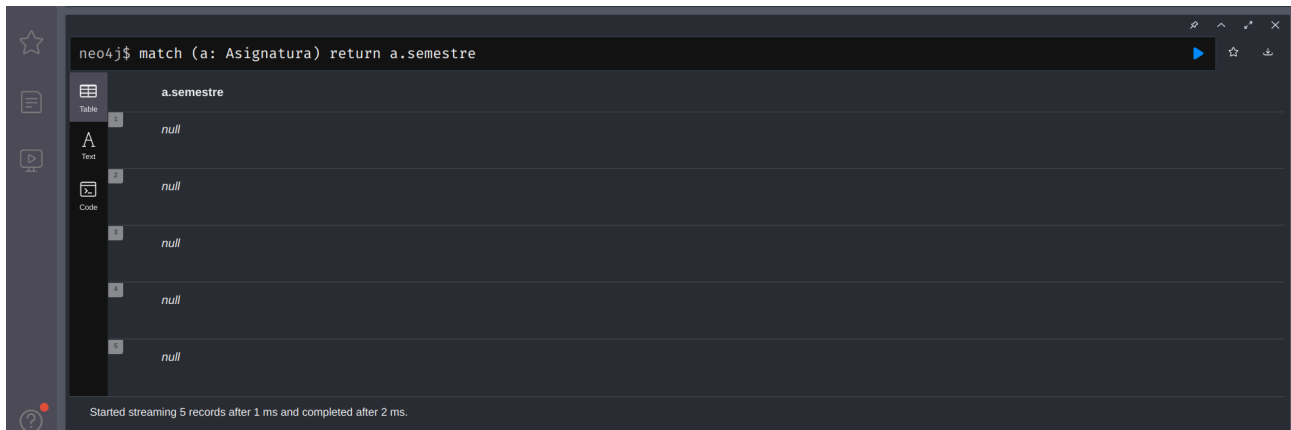 neo4j$ match (a: Asignatura) return a.semestre
Table
a.semestre
1
null
Text
2
null
Code
3
null
4
null
5
null
Started streaming 5 records after 1 ms and completed after 2 ms.